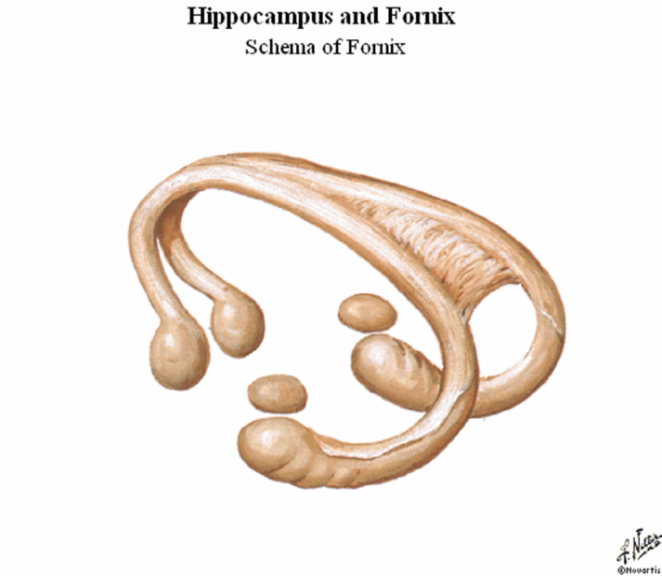 Hippocampus and Fornix
Schema of Fornix
©Novartis